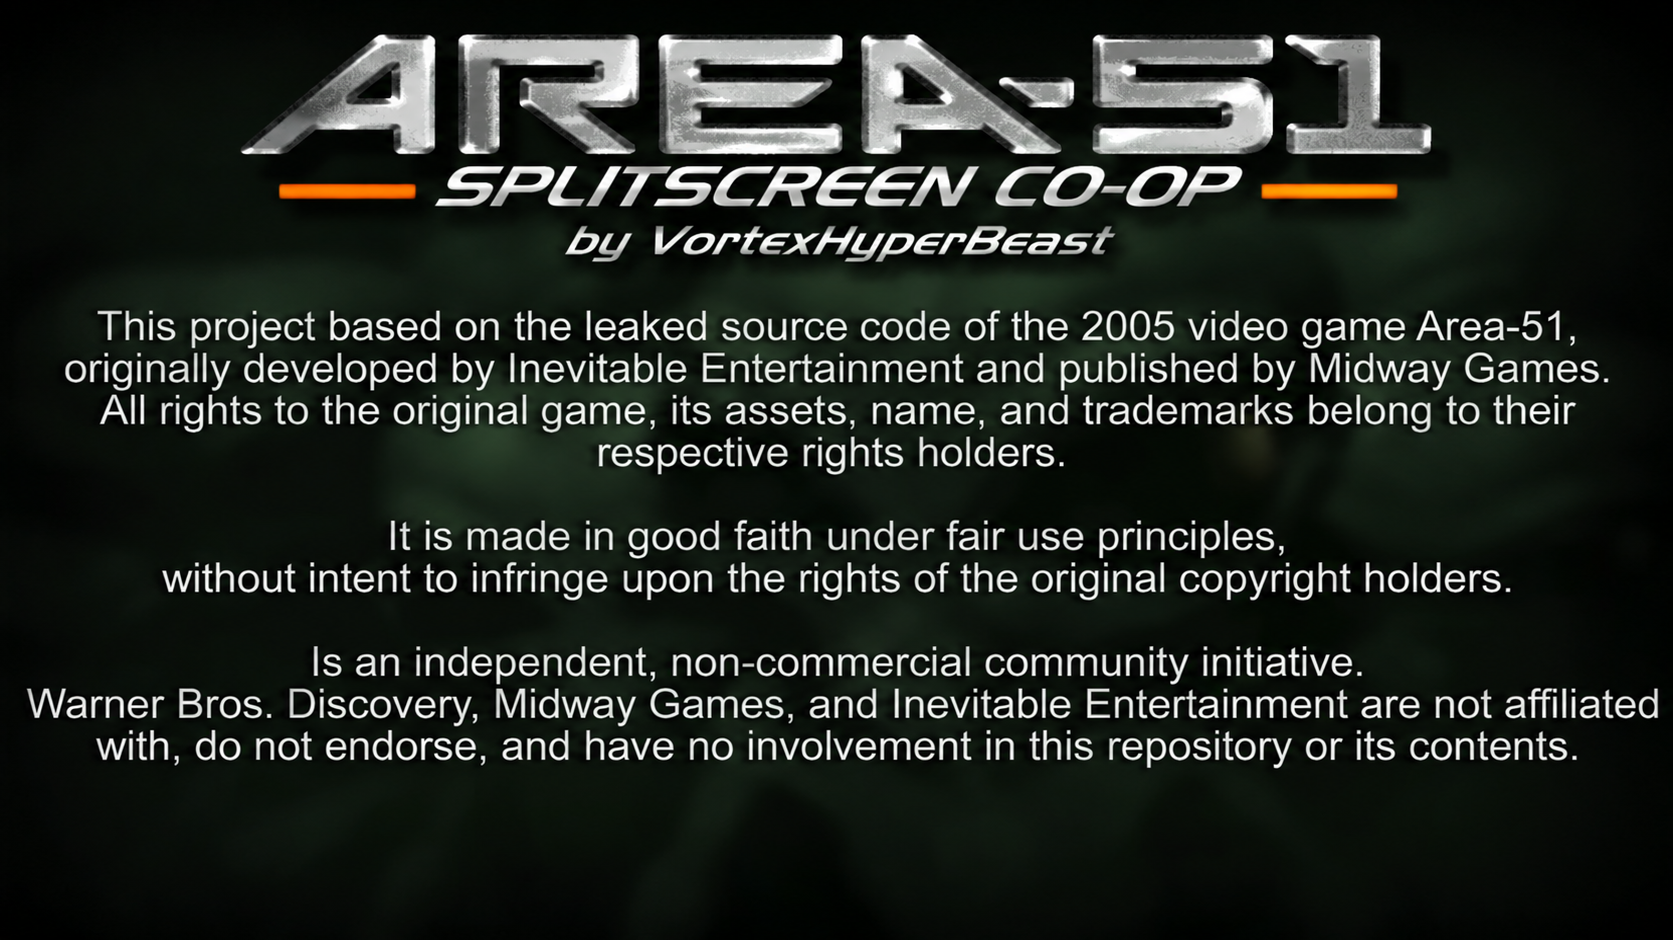 AREA-51
SPLITSCREEN CO-OP
by VortexHyperBeast
This project based on the leaked source code of the 2005 video game Area-51,
originally developed by Inevitable Entertainment and published by Midway Games.
All rights to the original game, its assets, name, and trademarks belong to their
respective rights holders.
It is made in good faith under fair use principles,
without intent to infringe upon the rights of the original copyright holders.
Is an independent, non-commercial community initiative.
Warner Bros. Discovery, Midway Games, and Inevitable Entertainment are not affiliated
with, do not endorse, and have no involvement in this repository or its contents.